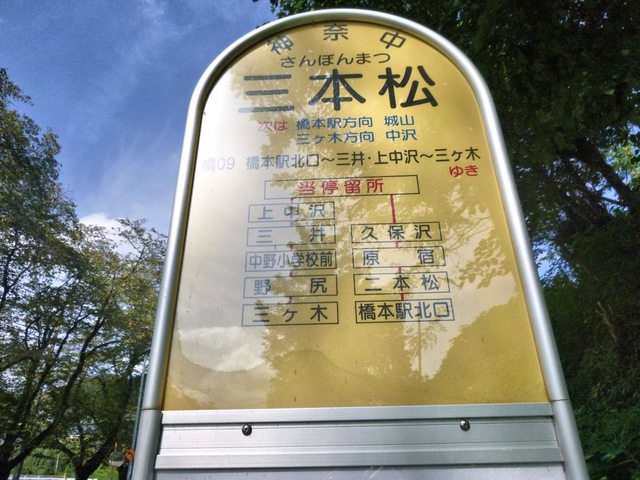 神奈中
さんぼんまつ
三本松
次は 橋本駅方向 城山
三ヶ木方向 中沢
橋09 橋本駅北口～三井・上中沢～三ヶ木
ゆき
当停留所
上中沢
三井 久保沢
中野小学校前 原宿
野尻 二本松
三ヶ木 橋本駅北口